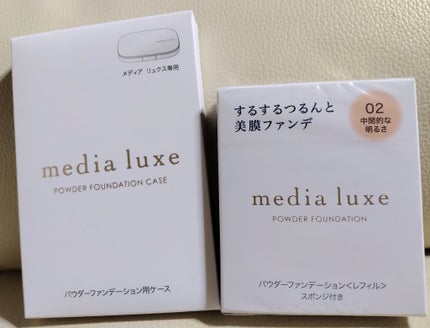 メディア リュクス専用
media luxe
POWDER FOUNDATION CASE
パウダーファンデーション用ケース
するするつるんと
美膜ファンデ
02
中間的な
明るさ
media luxe
POWDER FOUNDATION
パウダーファンデーション<レフィル>
スポンジ付き